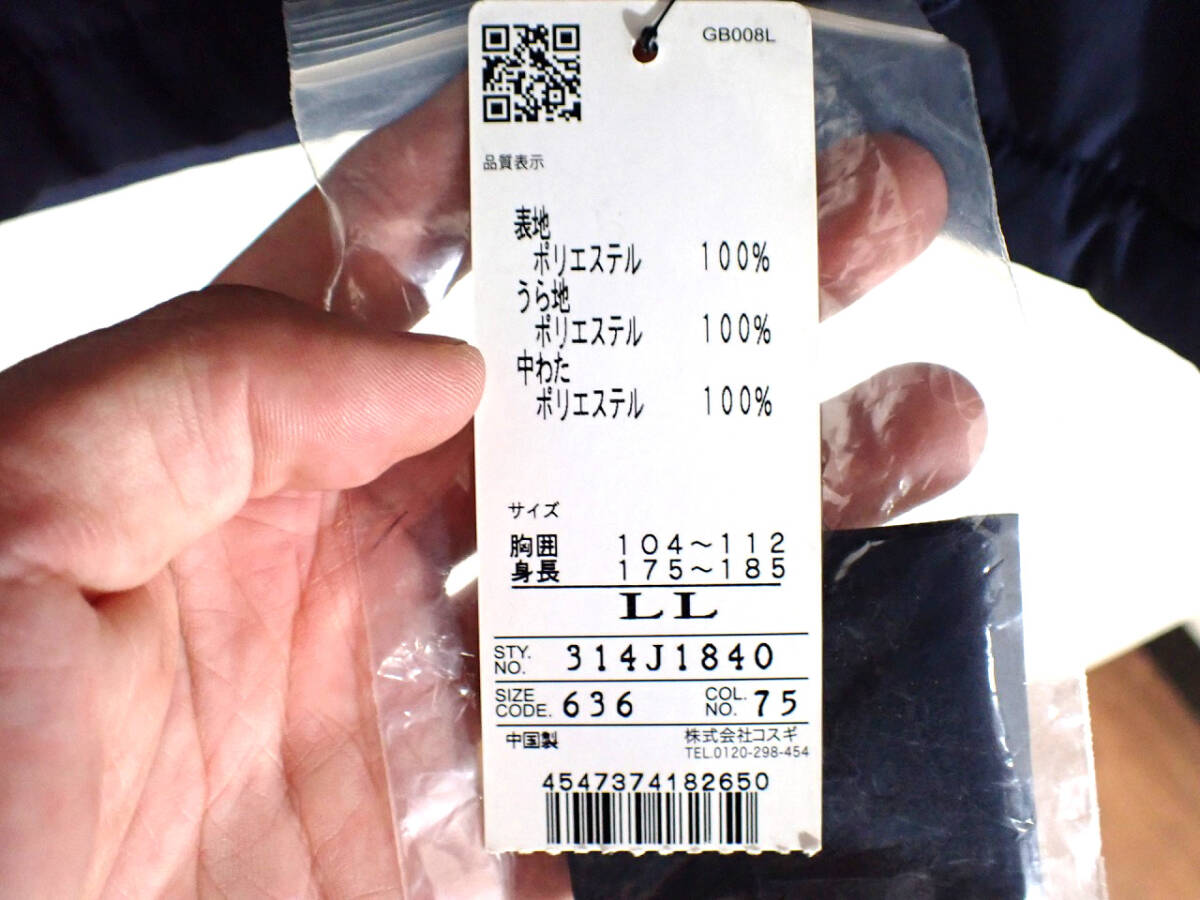 GB008L
品質表示
表地
ポリエステル 100%
うら地
ポリエステル 100%
中わた
ポリエステル 100%
サイズ
胸囲 104～112
身長 175～185
LL
STY. NO. 314J1840
SIZE CODE. 636 COL. NO. 75
中国製 株式会社コスギ
TEL.0120-298-454
4547374182650